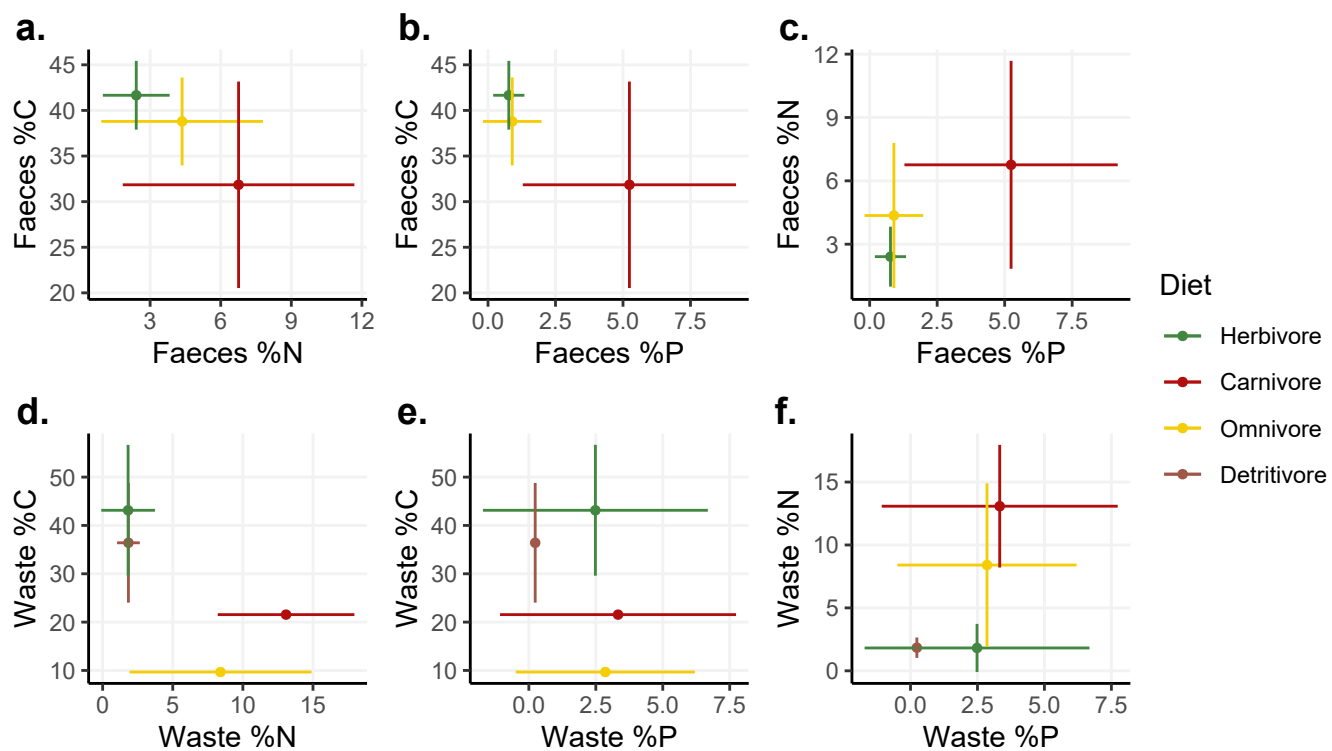 a.
Faeces %C
45
40
35
30
25
20
3
6
9
12
Faeces %N
b.
Faeces %C
45
40
35
30
25
20
0.0
2.5
5.0
7.5
Faeces %P
c.
Faeces %N
12
9
6
3
0.0
2.5
5.0
7.5
Faeces %P
Diet
Herbivore
Carnivore
Omnivore
Detritivore
d.
Waste %C
50
40
30
20
10
0
5
10
15
Waste %N
e.
Waste %C
50
40
30
20
10
0.0
2.5
5.0
7.5
Waste %P
f.
Waste %N
15
10
5
0
0.0
2.5
5.0
7.5
Waste %P